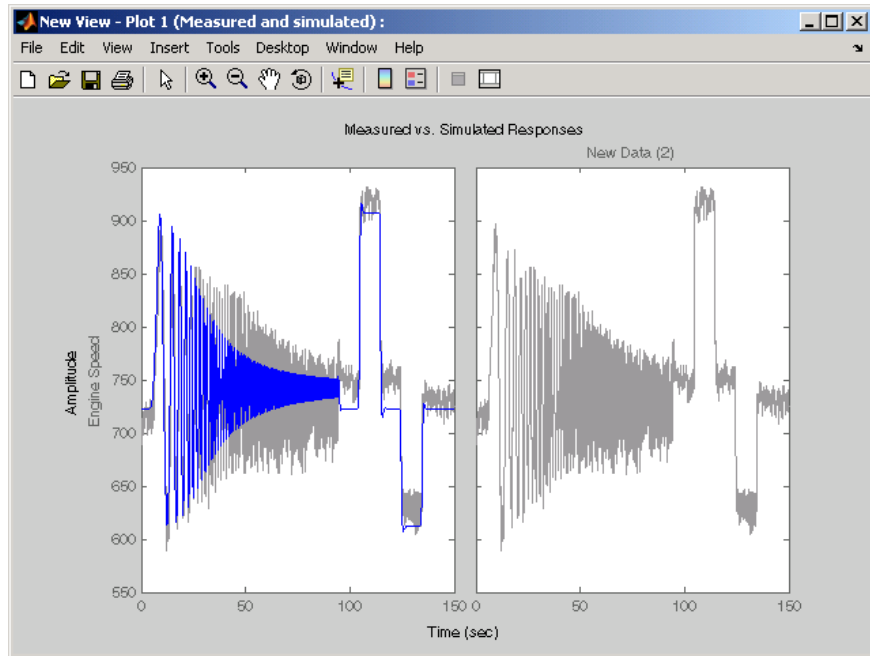 New View - Plot 1 (Measured and simulated) :
File Edit View Insert Tools Desktop Window Help
Measured vs. Simulated Responses
New Data (2)
Amplitude
Engine Speed
950
900
850
800
750
700
650
600
550
0 50 100 150
0 50 100 150
Time (sec)